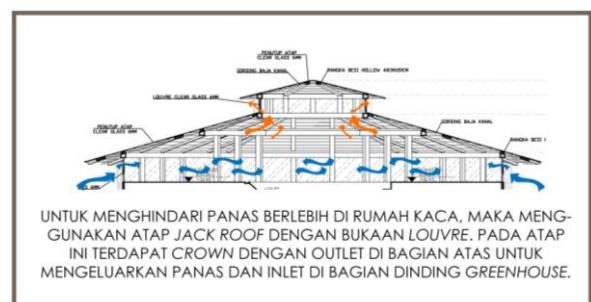 PENUTUP ATAP
CLEAR GLASS 6MM
GORDING BAJA KANAL
RANGKA BESI HOLLOW
LOUVRE CLEAR GLASS 6MM
PENUTUP ATAP
CLEAR GLASS 6MM
GORDING BAJA KANAL
RANGKA BESI
UNTUK MENGHINDARI PANAS BERLEBIH DI RUMAH KACA, MAKA MENG-
GUNAKAN ATAP JACK ROOF DENGAN BUKAAN LOUVRE. PADA ATAP
INI TERDAPAT CROWN DENGAN OUTLET DI BAGIAN ATAS UNTUK
MENGELUARKAN PANAS DAN INLET DI BAGIAN DINDING GREENHOUSE.